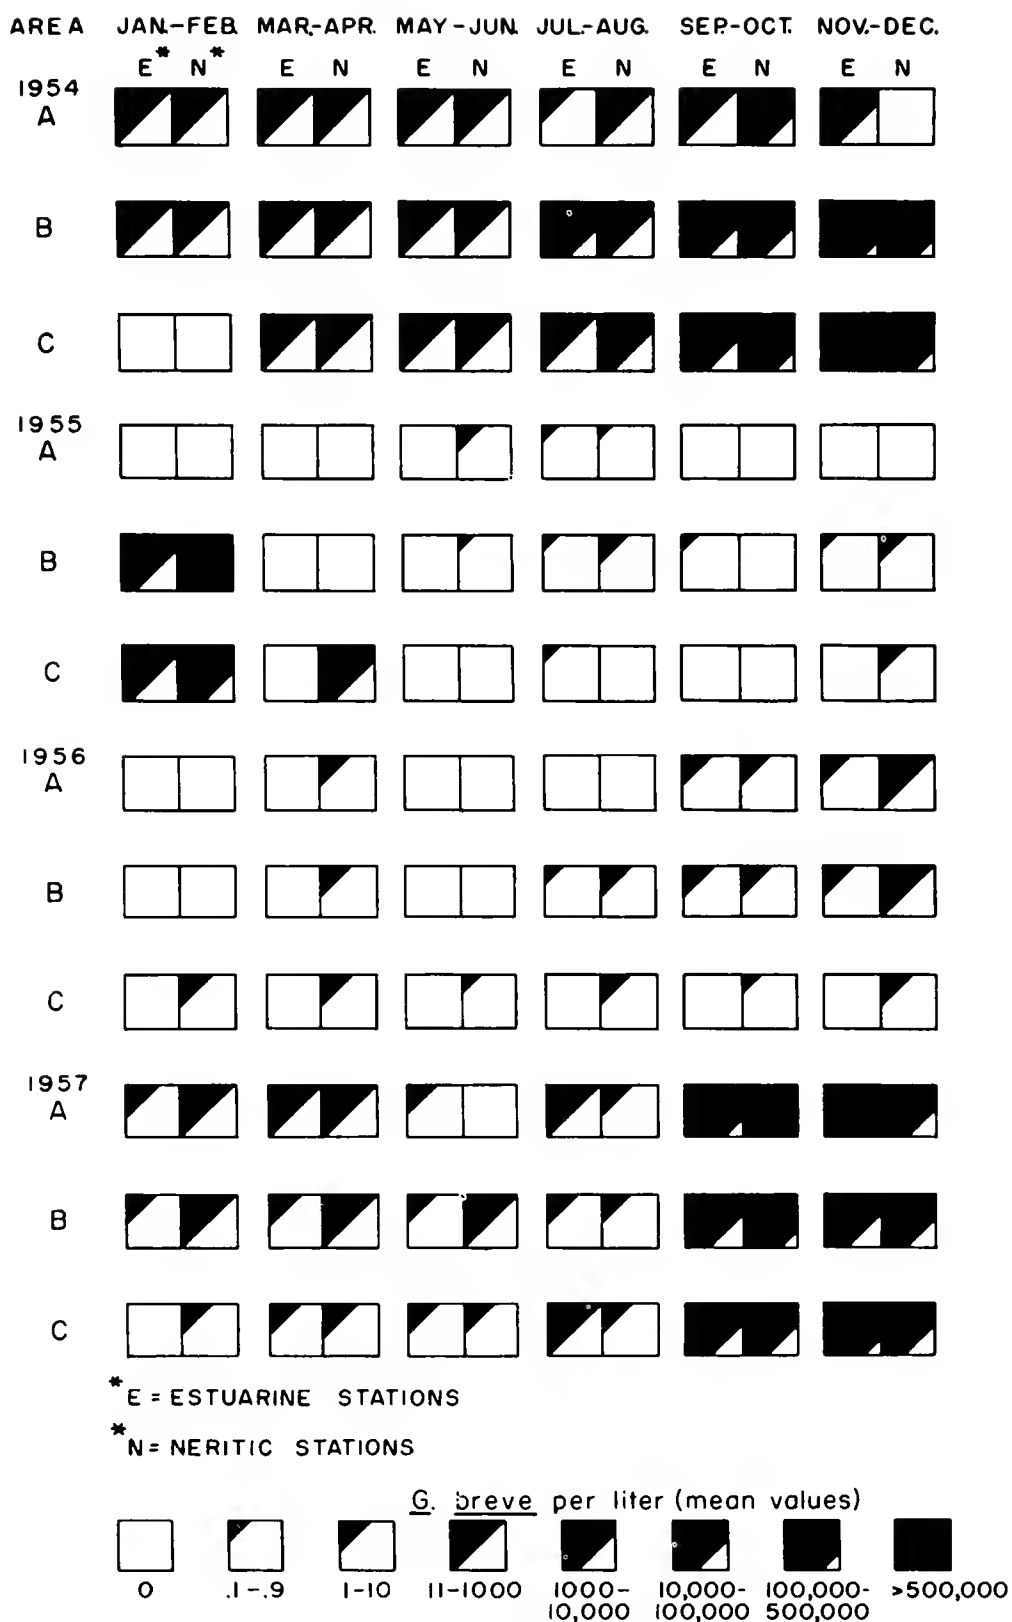 AREA JAN.-FEB. MAR.-APR. MAY-JUN. JUL.-AUG. SEP.-OCT. NOV.-DEC.
E* N* E N E N E N E N E N
1954
A
B
C
1955
A
B
C
1956
A
B
C
1957
A
B
C
*E = ESTUARINE STATIONS
*N = NERITIC STATIONS
G. breve per liter (mean values)
0 .1-.9 1-10 11-1000 1000-10,000 10,000-100,000 100,000-500,000 >500,000